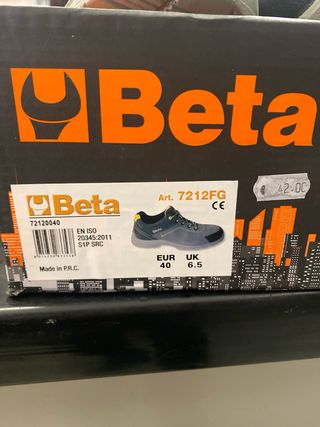 Beta
Beta
Art. 7212FG
CE
72120040
EN ISO
20345:2011
S1P SRC
EUR UK
40 6.5
Made in P.R.C.
42.00